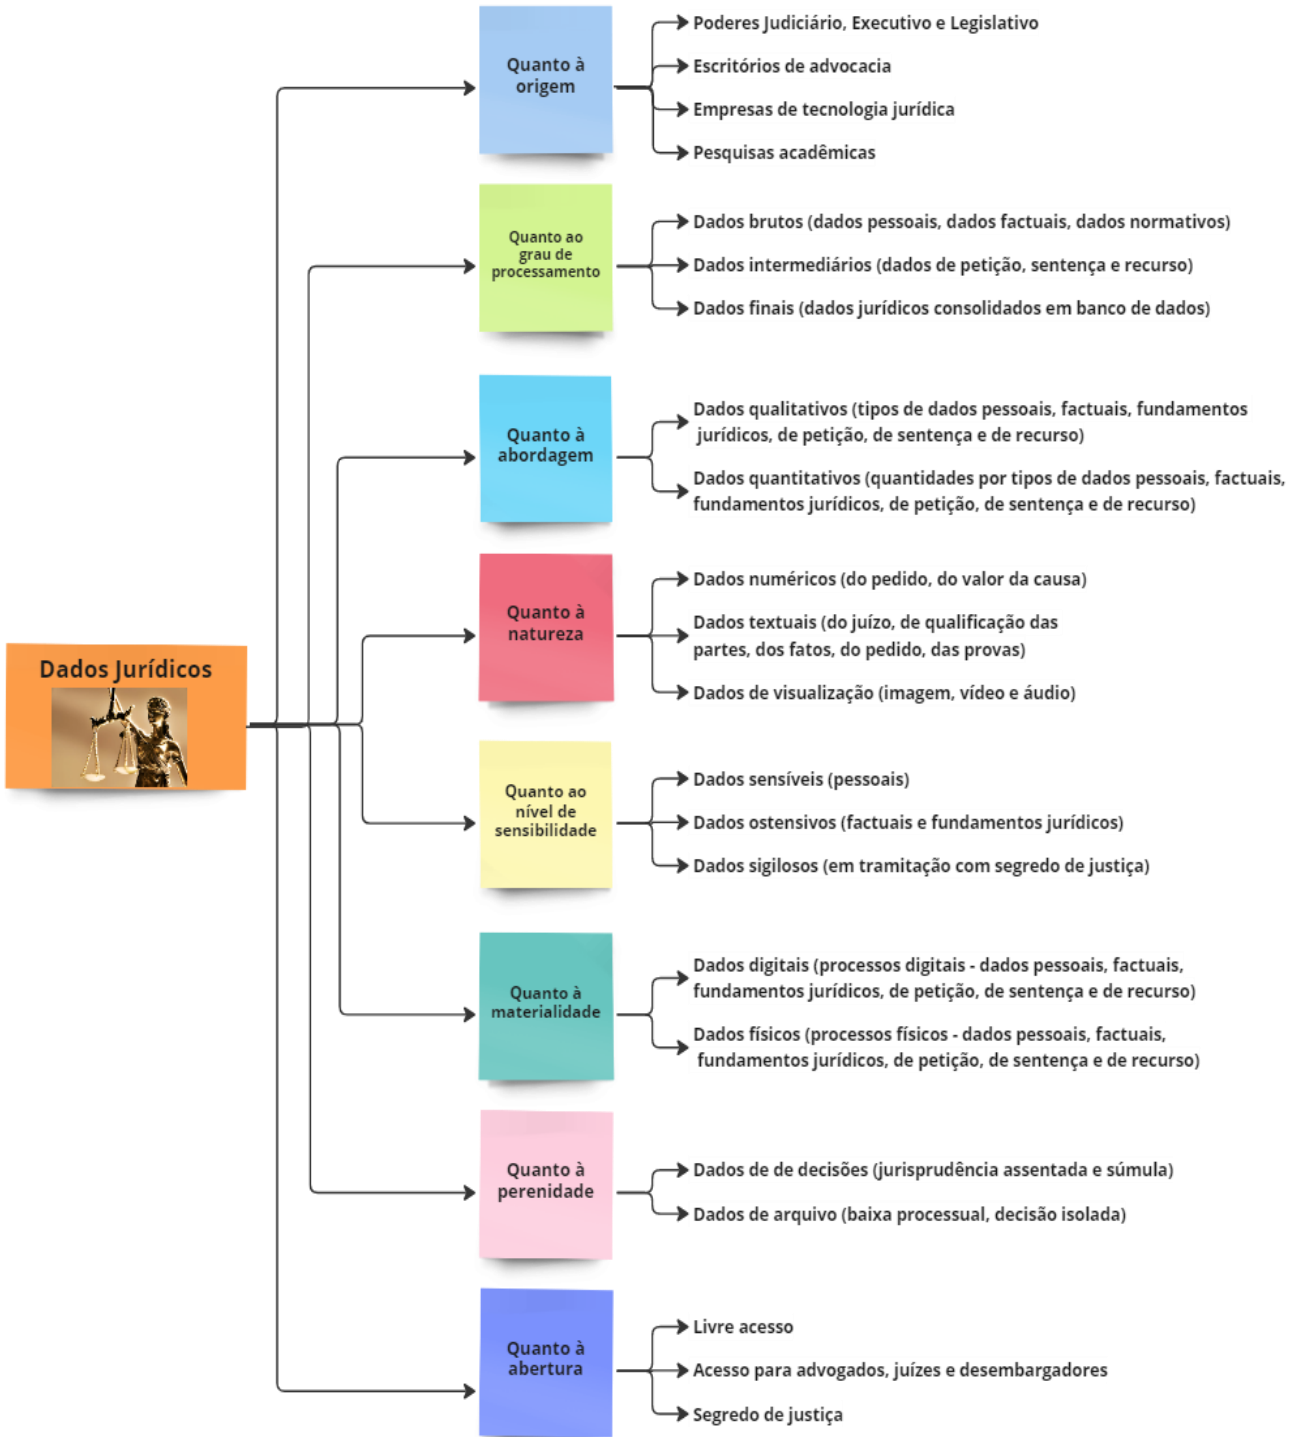 Dados Jurídicos
Quanto à
origem
Poderes Judiciário, Executivo e Legislativo
Escritórios de advocacia
Empresas de tecnologia jurídica
Pesquisas acadêmicas
Quanto ao
grau de
processamento
Dados brutos (dados pessoais, dados factuais, dados normativos)
Dados intermediários (dados de petição, sentença e recurso)
Dados finais (dados jurídicos consolidados em banco de dados)
Quanto à
abordagem
Dados qualitativos (tipos de dados pessoais, factuais, fundamentos
jurídicos, de petição, de sentença e de recurso)
Dados quantitativos (quantidades por tipos de dados pessoais, factuais,
fundamentos jurídicos, de petição, de sentença e de recurso)
Quanto à
natureza
Dados numéricos (do pedido, do valor da causa)
Dados textuais (do juízo, de qualificação das
partes, dos fatos, do pedido, das provas)
Dados de visualização (imagem, vídeo e áudio)
Quanto ao
nível de
sensibilidade
Dados sensíveis (pessoais)
Dados ostensivos (factuais e fundamentos jurídicos)
Dados sigilosos (em tramitação com segredo de justiça)
Quanto à
materialidade
Dados digitais (processos digitais - dados pessoais, factuais,
fundamentos jurídicos, de petição, de sentença e de recurso)
Dados físicos (processos físicos - dados pessoais, factuais,
fundamentos jurídicos, de petição, de sentença e de recurso)
Quanto à
perenidade
Dados de de decisões (jurisprudência assentada e súmula)
Dados de arquivo (baixa processual, decisão isolada)
Quanto à
abertura
Livre acesso
Acesso para advogados, juízes e desembargadores
Segredo de justiça